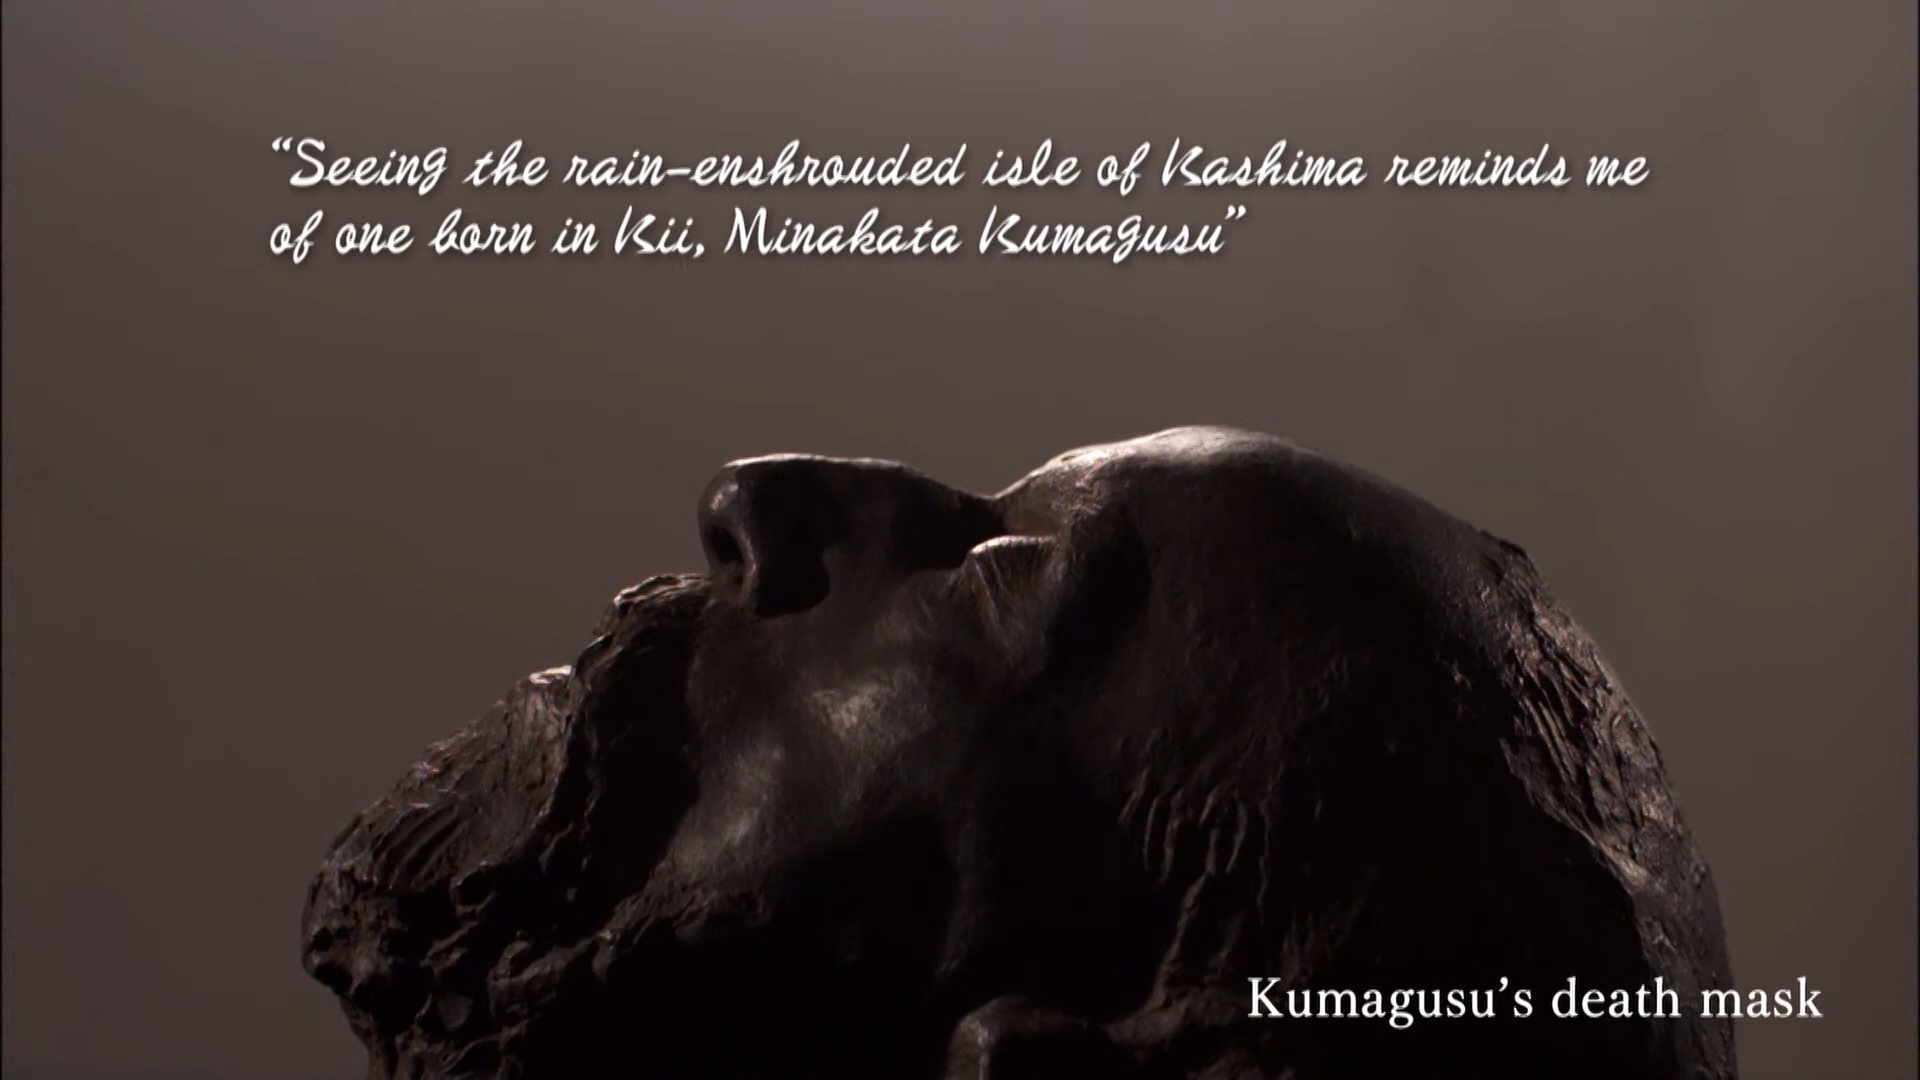 “Seeing the rain-enshrouded isle of Kashima reminds me
of one born in Kii, Minakata Kumagusu”
Kumagusu’s death mask